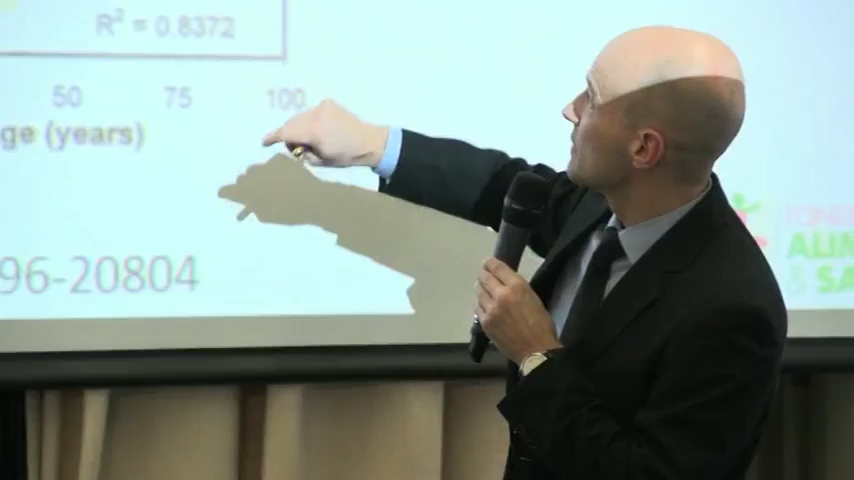 R² = 0.8372
50 75 100
ge (years)
96-20804
ALIM
& SA